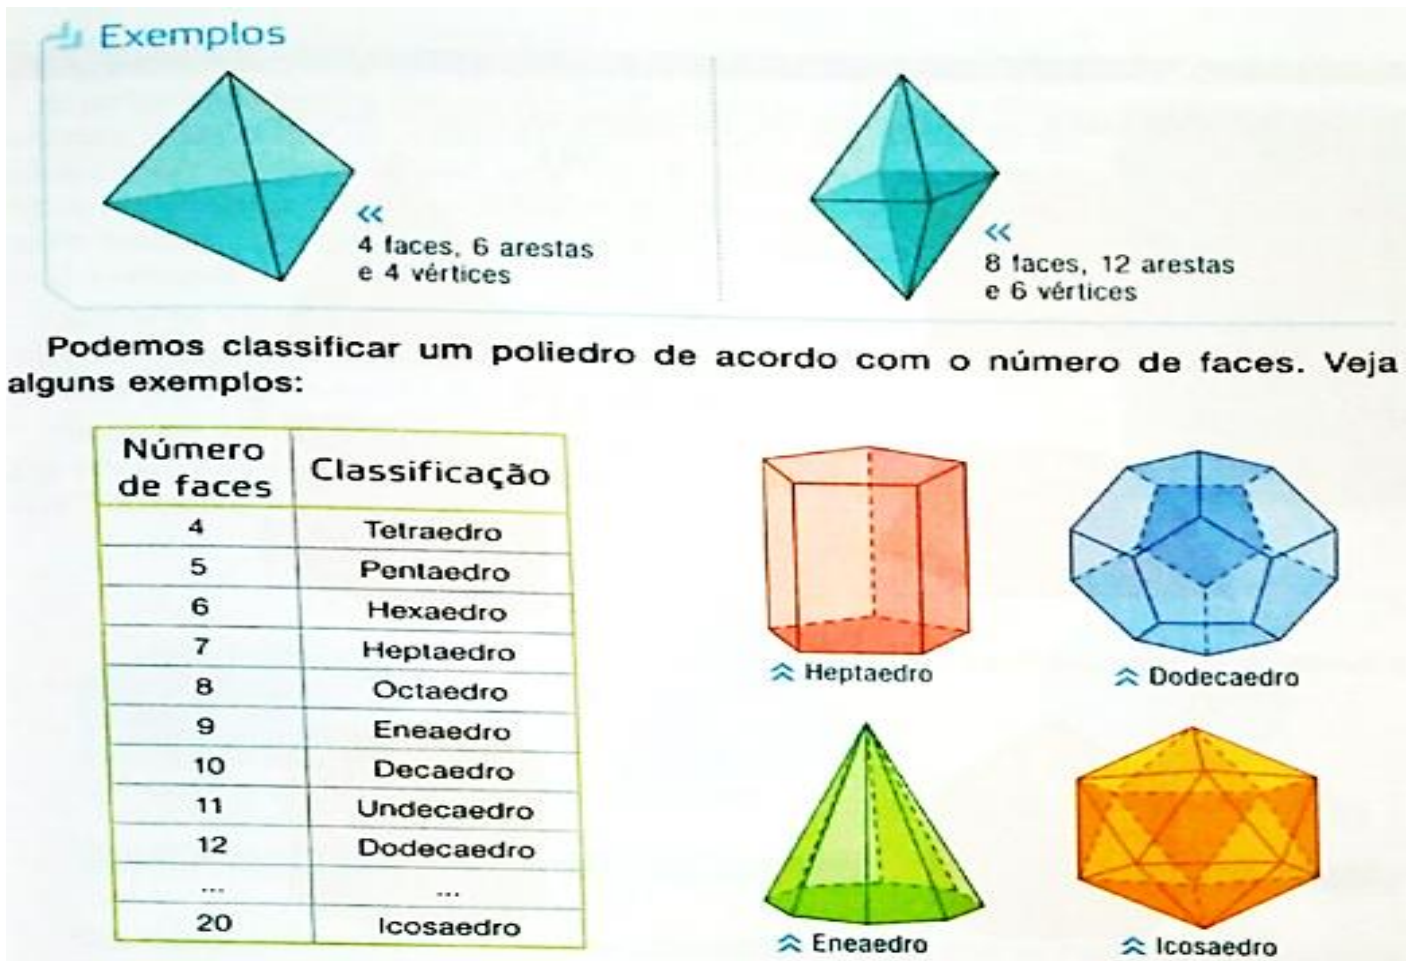 Exemplos
4 faces, 6 arestas
e 4 vértices
8 faces, 12 arestas
e 6 vértices
Podemos classificar um poliedro de acordo com o número de faces. Veja
alguns exemplos:
Número
de faces
Classificação
4 Tetraedro
5 Pentaedro
6 Hexaedro
7 Heptaedro
8 Octaedro
9 Eneaedro
10 Decaedro
11 Undecaedro
12 Dodecaedro
... ...
20 Icosaedro
Heptaedro
Dodecaedro
Eneaedro
Icosaedro